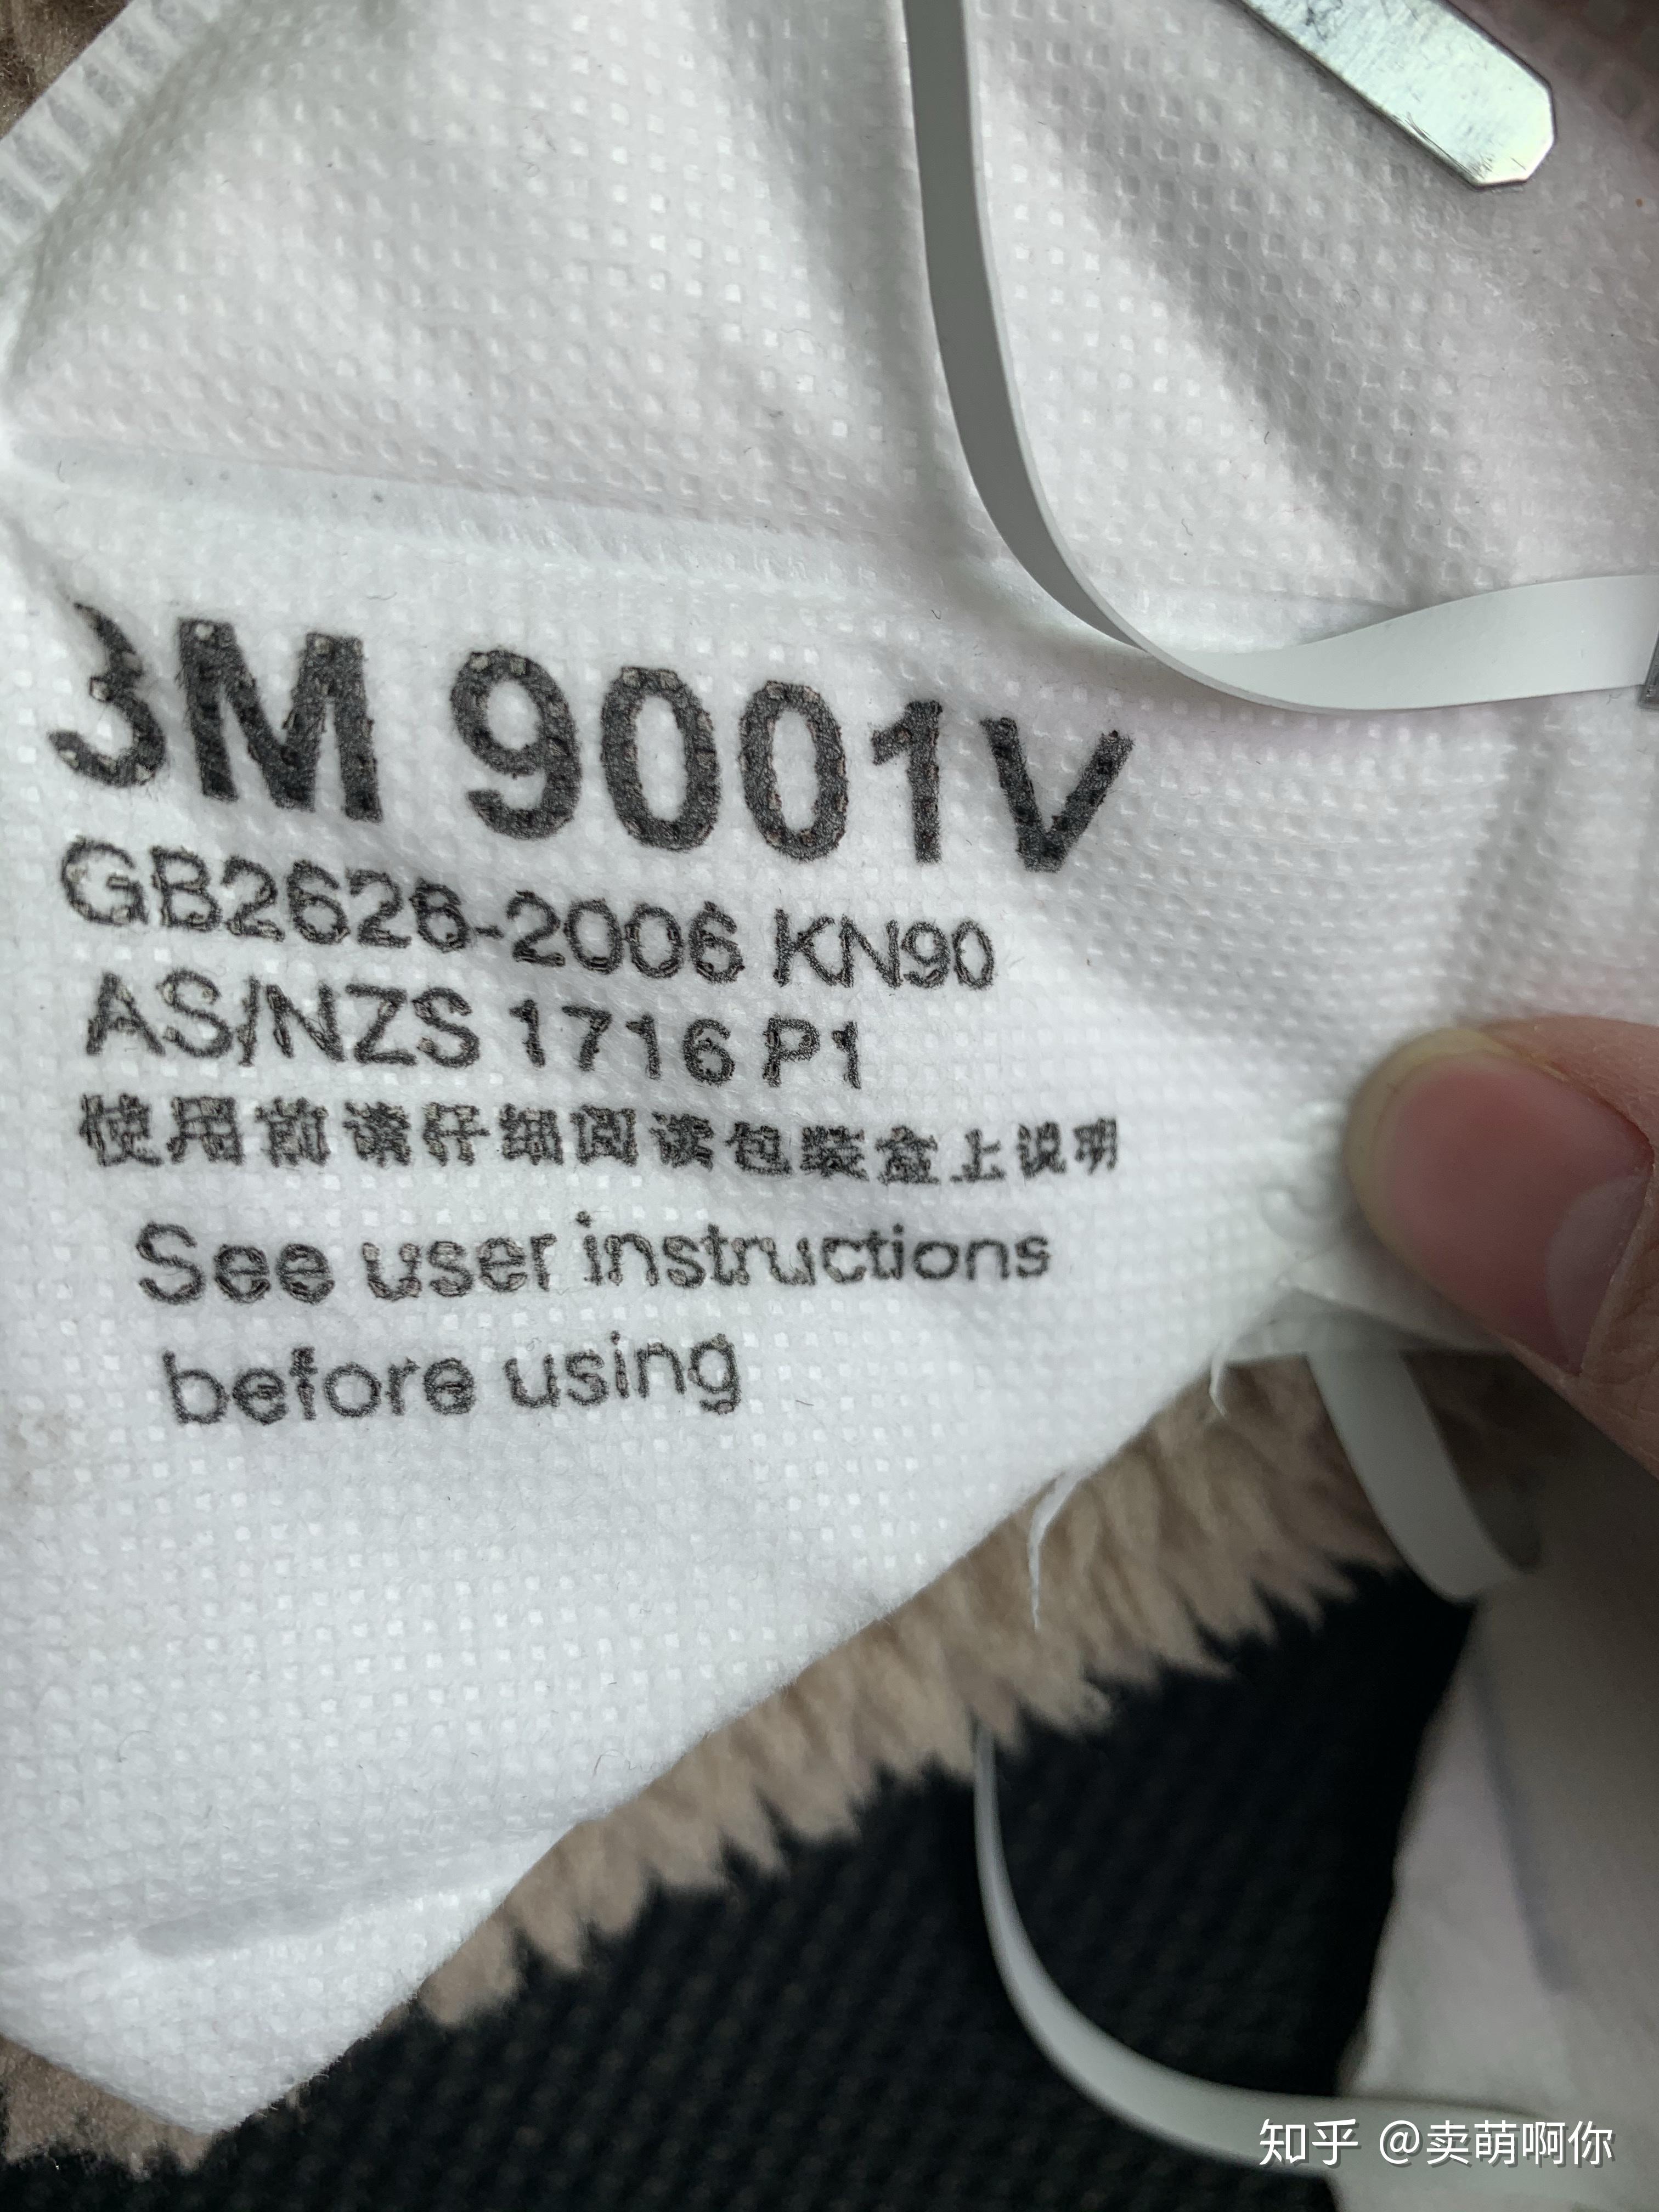 3M 9001V
GB2626-2006 KN90
AS/NZS 1716 P1
使用前请仔细阅读包装盒上说明
See user instructions
before using
知乎 @卖萌啊你